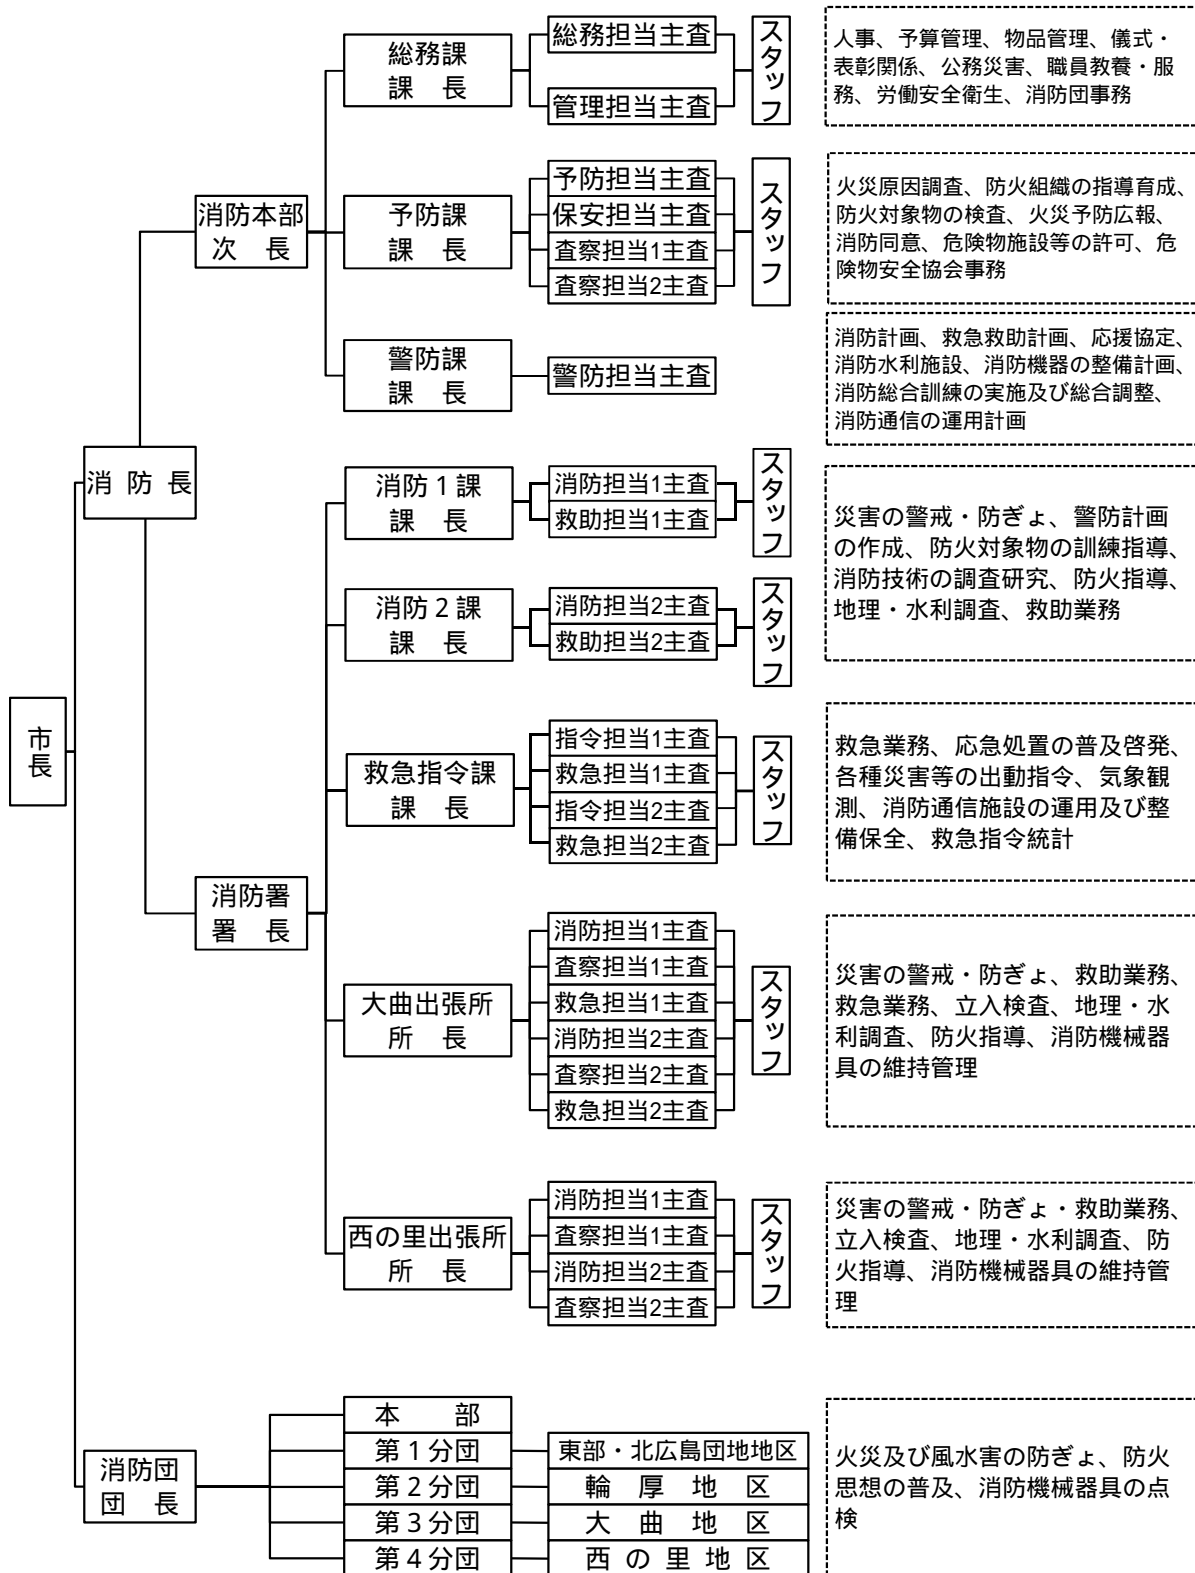 総務課
課　長
総務担当主査
管理担当主査
スタッフ
人事、予算管理、物品管理、儀式・
表彰関係、公務災害、職員教養・服
務、労働安全衛生、消防団事務
消防本部
次　長
予防課
課　長
予防担当主査
保安担当主査
査察担当1主査
査察担当2主査
スタッフ
火災原因調査、防火組織の指導育成、
防火対象物の検査、火災予防広報、
消防同意、危険物施設等の許可、危
険物安全協会事務
警防課
課　長
警防担当主査
消防計画、救急救助計画、応援協定、
消防水利施設、消防機器の整備計画、
消防総合訓練の実施及び総合調整、
消防通信の運用計画
消 防 長
消防１課
課　長
消防担当1主査
救助担当1主査
スタッフ
災害の警戒・防ぎょ、警防計画
の作成、防火対象物の訓練指導、
消防技術の調査研究、防火指導、
地理・水利調査、救助業務
消防２課
課　長
消防担当2主査
救助担当2主査
スタッフ
市長
救急指令課
課　長
指令担当1主査
救急担当1主査
指令担当2主査
救急担当2主査
スタッフ
救急業務、応急処置の普及啓発、
各種災害等の出動指令、気象観
測、消防通信施設の運用及び整
備保全、救急指令統計
消防署
署　長
大曲出張所
所　長
消防担当1主査
査察担当1主査
救急担当1主査
消防担当2主査
査察担当2主査
救急担当2主査
スタッフ
災害の警戒・防ぎょ、救助業務、
救急業務、立入検査、地理・水
利調査、防火指導、消防機械器
具の維持管理
西の里出張所
所　長
消防担当1主査
査察担当1主査
消防担当2主査
査察担当2主査
スタッフ
災害の警戒・防ぎょ・救助業務、
立入検査、地理・水利調査、防
火指導、消防機械器具の維持管
理
消防団
団　長
本　　部
第１分団
東部・北広島団地地区
第２分団
輪　厚　地　区
第３分団
大　曲　地　区
第４分団
西 の 里 地 区
火災及び風水害の防ぎょ、防火
思想の普及、消防機械器具の点
検